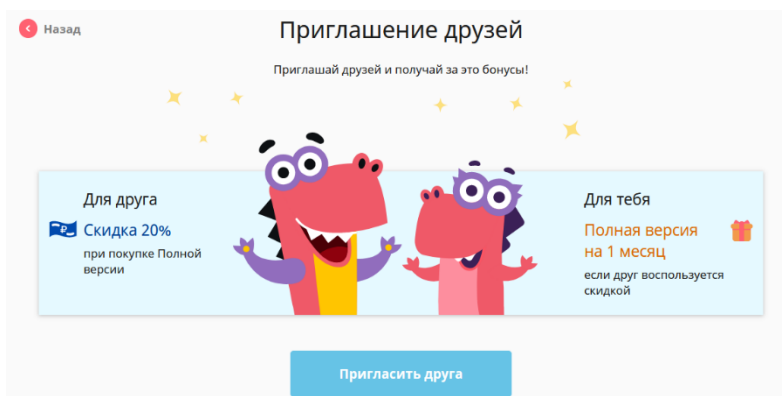 Назад
Приглашение друзей
Приглашай друзей и получай за это бонусы!
Для друга
Скидка 20%
при покупке Полной
версии
Для тебя
Полная версия
на 1 месяц
если друг воспользуется
скидкой
Пригласить друга